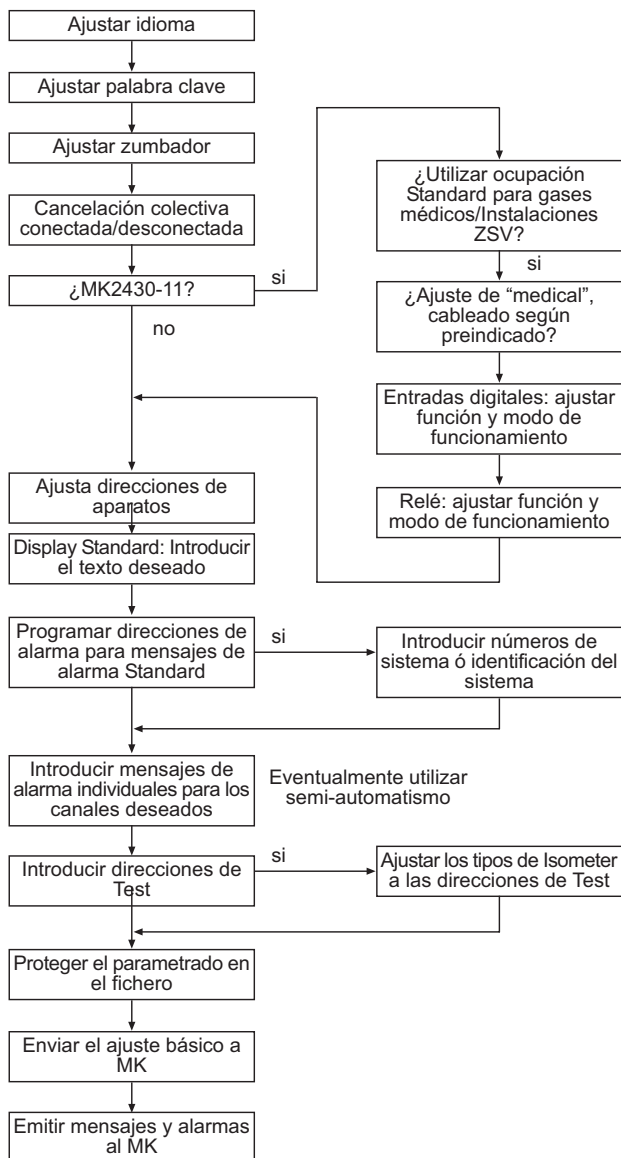 Ajustar idioma
Ajustar palabra clave
Ajustar zumbador
Cancelación colectiva
conectada/desconectada
¿MK2430-11?
si
no
¿Utilizar ocupación
Standard para gases
médicos/Instalaciones
ZSV?
si
¿Ajuste de “medical”,
cableado según
preindicado?
Entradas digitales: ajustar
función y modo de
funcionamiento
Relé: ajustar función y
modo de funcionamiento
Ajusta direcciones de
aparatos
Display Standard: Introducir
el texto deseado
Programar direcciones de
alarma para mensajes de
alarma Standard
si
Introducir números de
sistema ó identificación del
sistema
Introducir mensajes de
alarma individuales para los
canales deseados
Eventualmente utilizar
semi-automatismo
Introducir direcciones de
Test
si
Ajustar los tipos de Isometer
a las direcciones de Test
Proteger el parametrado en
el fichero
Enviar el ajuste básico a
MK
Emitir mensajes y alarmas
al MK